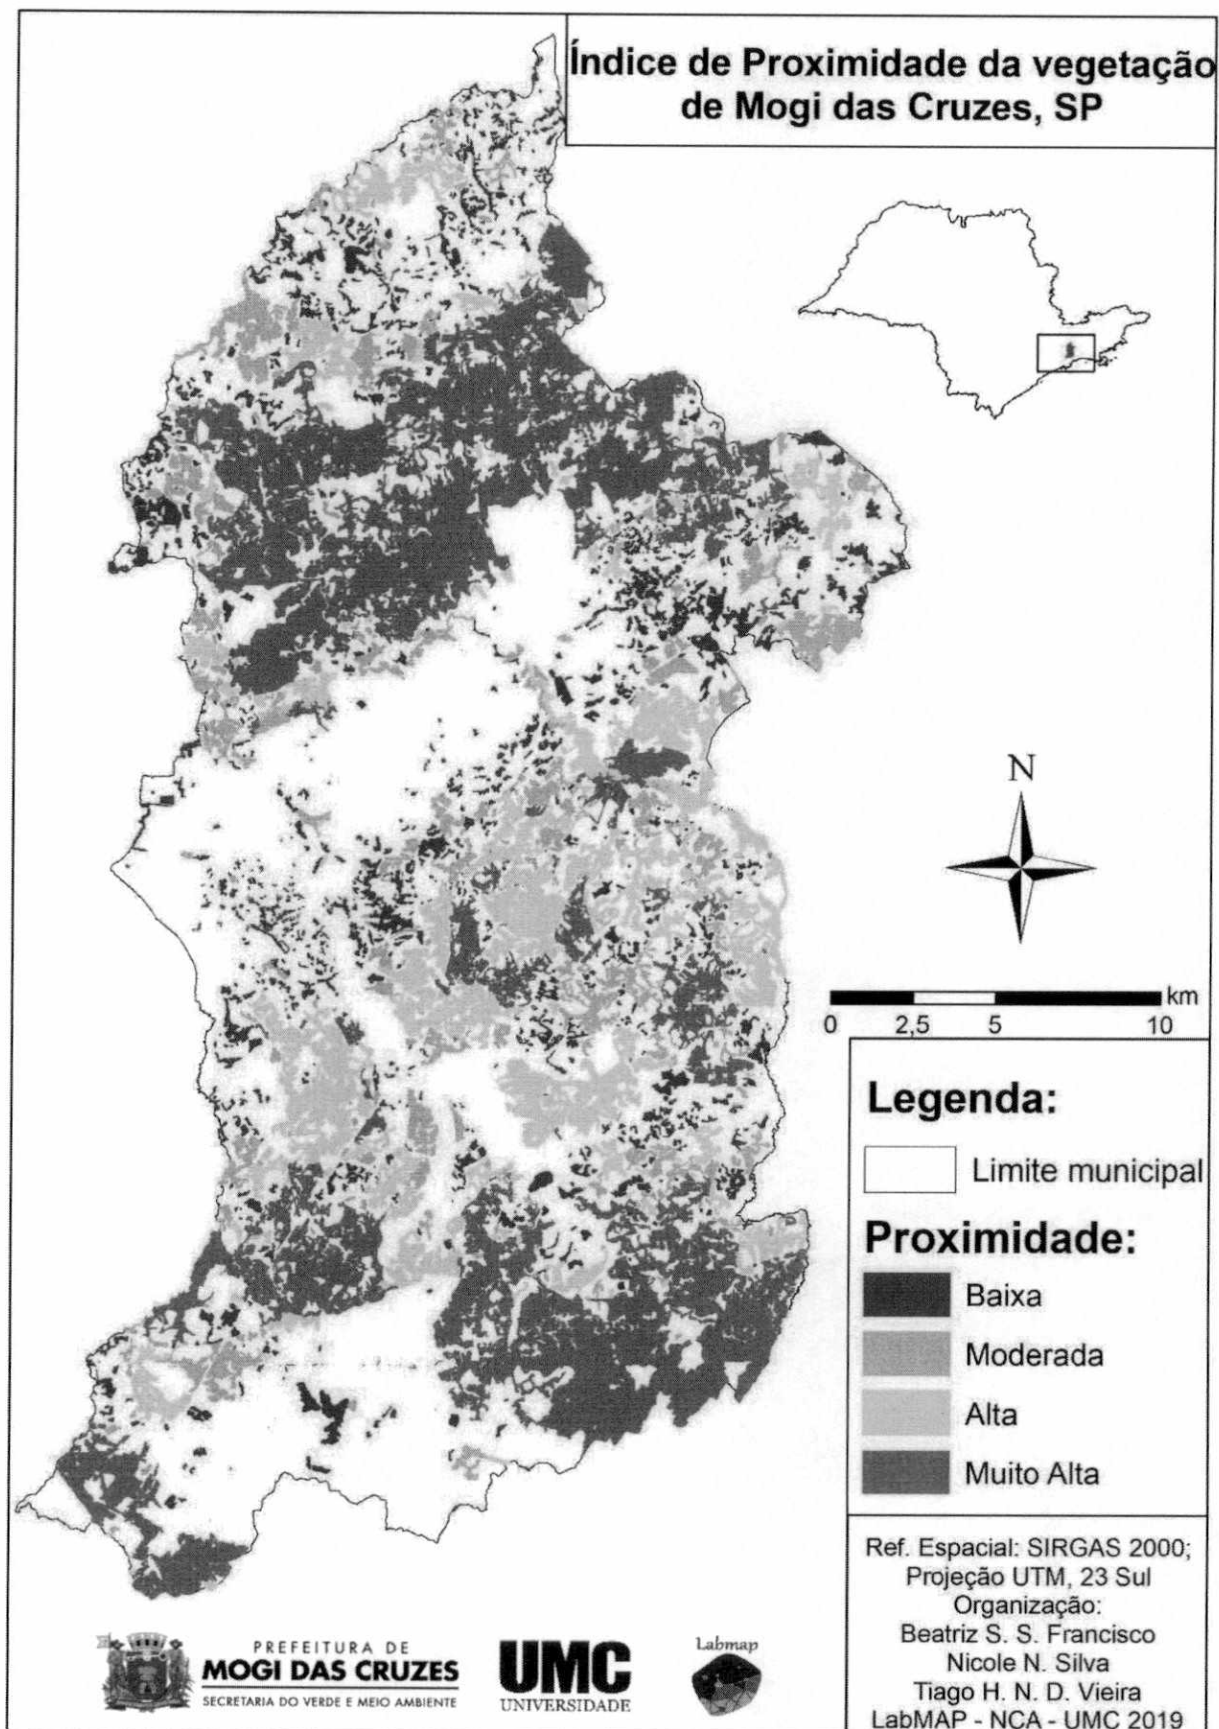 Índice de Proximidade da vegetação
de Mogi das Cruzes, SP
N
km
0 2,5 5 10
Legenda:
Limite municipal
Proximidade:
Baixa
Moderada
Alta
Muito Alta
Ref. Espacial: SIRGAS 2000;
Projeção UTM, 23 Sul
Organização:
Beatriz S. S. Francisco
Nicole N. Silva
Tiago H. N. D. Vieira
LabMAP - NCA - UMC 2019
PREFEITURA DE
MOGI DAS CRUZES
SECRETARIA DO VERDE E MEIO AMBIENTE
UMC
UNIVERSIDADE
Labmap